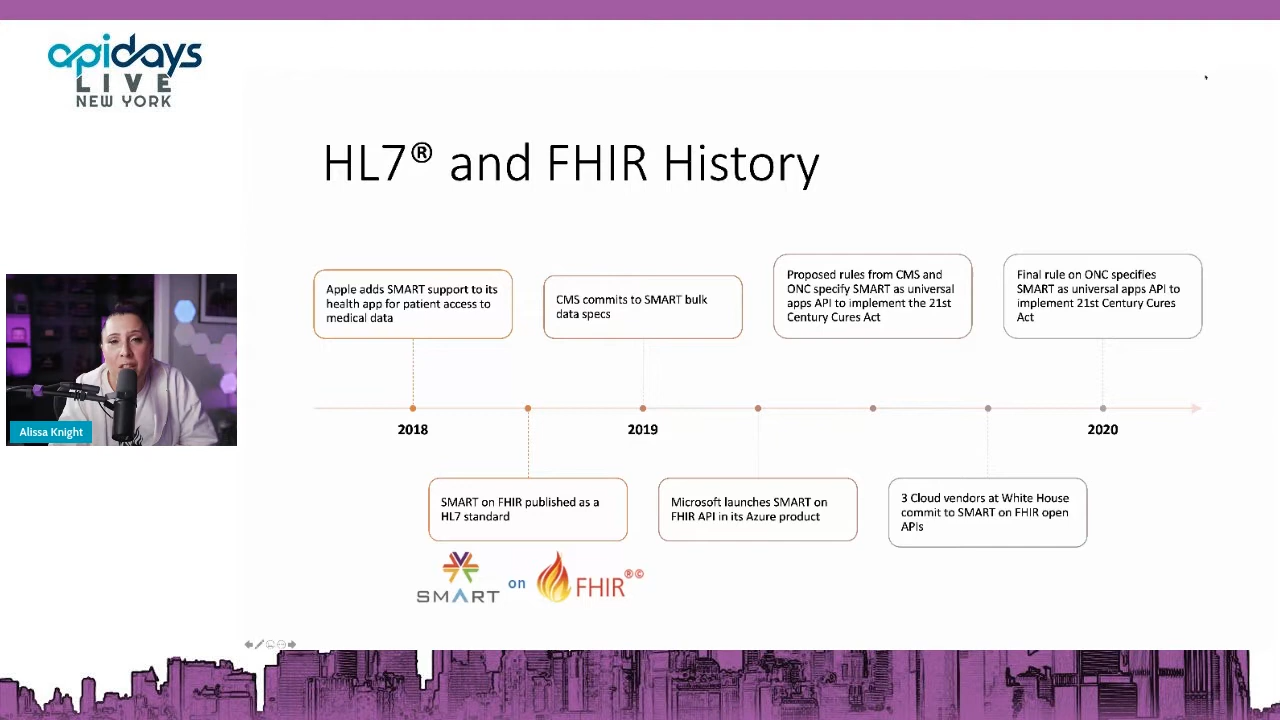 apidays
LIVE
NEW YORK
HL7® and FHIR History
Apple adds SMART support to its
health app for patient access to
medical data
CMS commits to SMART bulk
data specs
Proposed rules from CMS and
ONC specify SMART as universal
apps API to implement the 21st
Century Cures Act
Final rule on ONC specifies
SMART as universal apps API to
implement 21st Century Cures
Act
2018
2019
2020
SMART on FHIR published as a
HL7 standard
Microsoft launches SMART on
FHIR API in its Azure product
3 Cloud vendors at White House
commit to SMART on FHIR open
APIs
SMART on FHIR®©
Alissa Knight